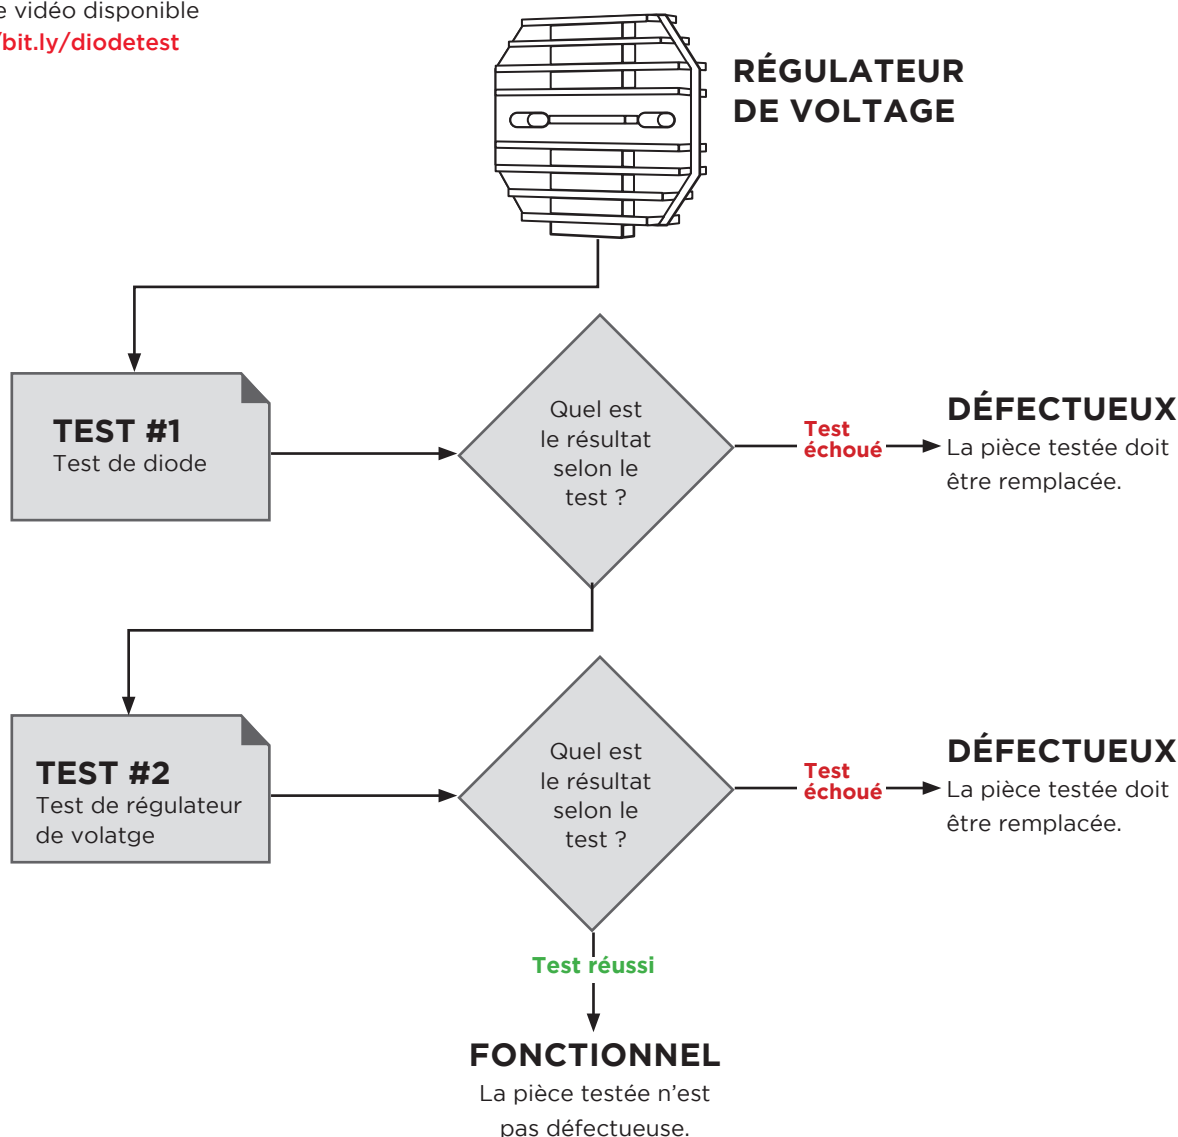 e vidéo disponible
/bit.ly/diodetest
RÉGULATEUR
DE VOLTAGE
TEST #1
Test de diode
Quel est
le résultat
selon le
test ?
Test
échoué
DÉFECTUEUX
La pièce testée doit
être remplacée.
TEST #2
Test de régulateur
de volatge
Quel est
le résultat
selon le
test ?
Test
échoué
DÉFECTUEUX
La pièce testée doit
être remplacée.
Test réussi
FONCTIONNEL
La pièce testée n’est
pas défectueuse.